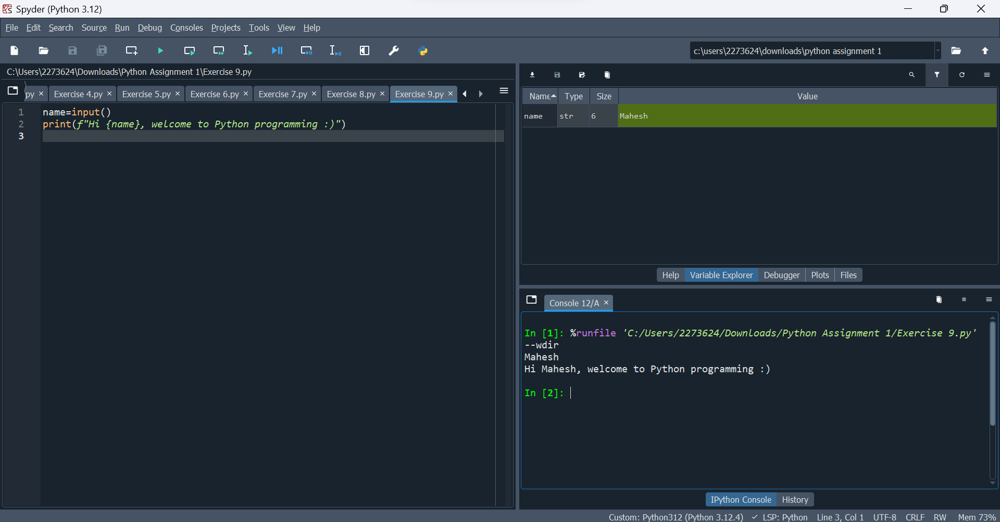 Spyder (Python 3.12)
File Edit Search Source Run Debug Consoles Projects Tools View Help
c:\users\2273624\downloads\python assignment 1
C:\Users\2273624\Downloads\Python Assignment 1\Exercise 9.py
py Exercise 4.py Exercise 5.py Exercise 6.py Exercise 7.py Exercise 8.py Exercise 9.py
1 name=input()
2 print(f"Hi {name}, welcome to Python programming :)")
3
Name Type Size Value
name str 6 Mahesh
Help Variable Explorer Debugger Plots Files
Console 12/A
In [1]: %runfile 'C:/Users/2273624/Downloads/Python Assignment 1/Exercise 9.py'
--wdir
Mahesh
Hi Mahesh, welcome to Python programming :)
In [2]:
IPython Console History
Custom: Python312 (Python 3.12.4) ✓ LSP: Python Line 3, Col 1 UTF-8 CRLF RW Mem 73%